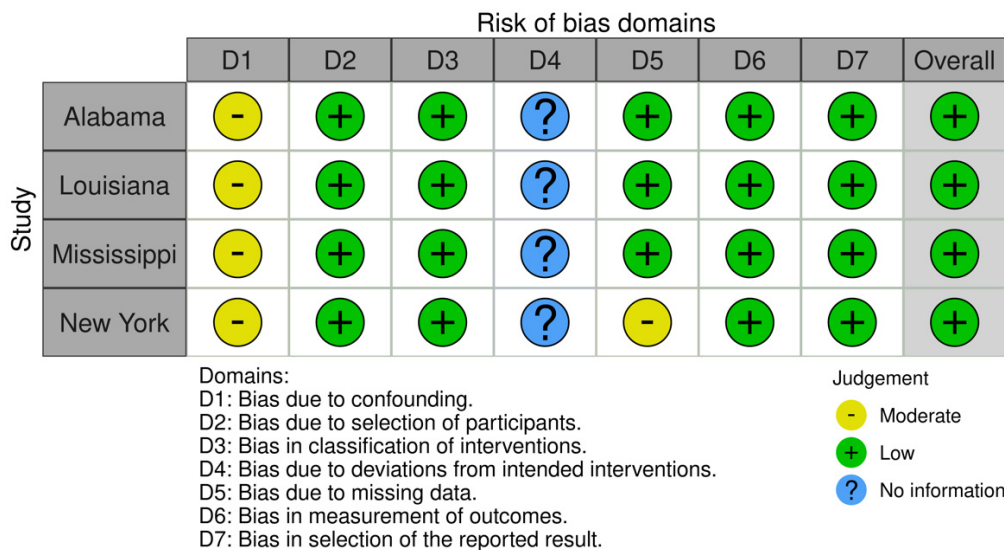 Risk of bias domains
D1 D2 D3 D4 D5 D6 D7 Overall
Study
Alabama - + + ? + + + +
Louisiana - + + ? + + + +
Mississippi - + + ? + + + +
New York - + + ? - + + +
Domains:
D1: Bias due to confounding.
D2: Bias due to selection of participants.
D3: Bias in classification of interventions.
D4: Bias due to deviations from intended interventions.
D5: Bias due to missing data.
D6: Bias in measurement of outcomes.
D7: Bias in selection of the reported result.
Judgement
- Moderate
+ Low
? No information